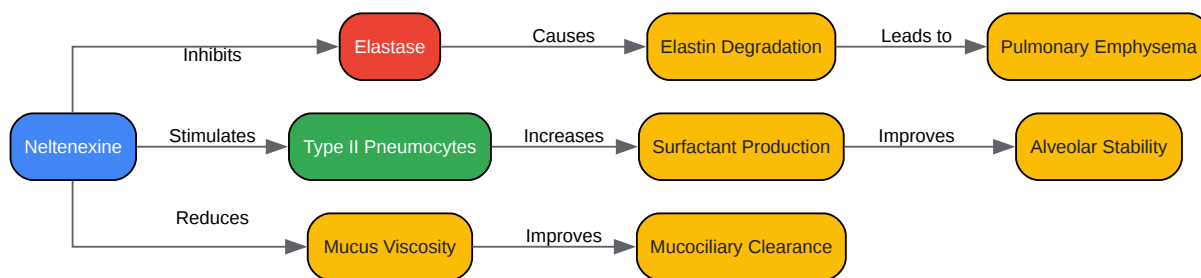 Inhibits
Elastase
Causes
Elastin Degradation
Leads to
Pulmonary Emphysema
Neltenexine
Stimulates
Type II Pneumocytes
Increases
Surfactant Production
Improves
Alveolar Stability
Reduces
Mucus Viscosity
Improves
Mucociliary Clearance